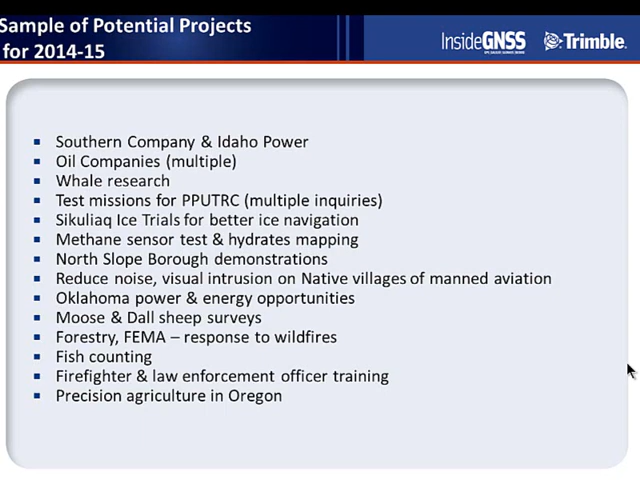 Sample of Potential Projects
for 2014-15
InsideGNSS
Trimble.
Southern Company & Idaho Power
Oil Companies (multiple)
Whale research
Test missions for PPUTRC (multiple inquiries)
Sikuliaq Ice Trials for better ice navigation
Methane sensor test & hydrates mapping
North Slope Borough demonstrations
Reduce noise, visual intrusion on Native villages of manned aviation
Oklahoma power & energy opportunities
Moose & Dall sheep surveys
Forestry, FEMA – response to wildfires
Fish counting
Firefighter & law enforcement officer training
Precision agriculture in Oregon